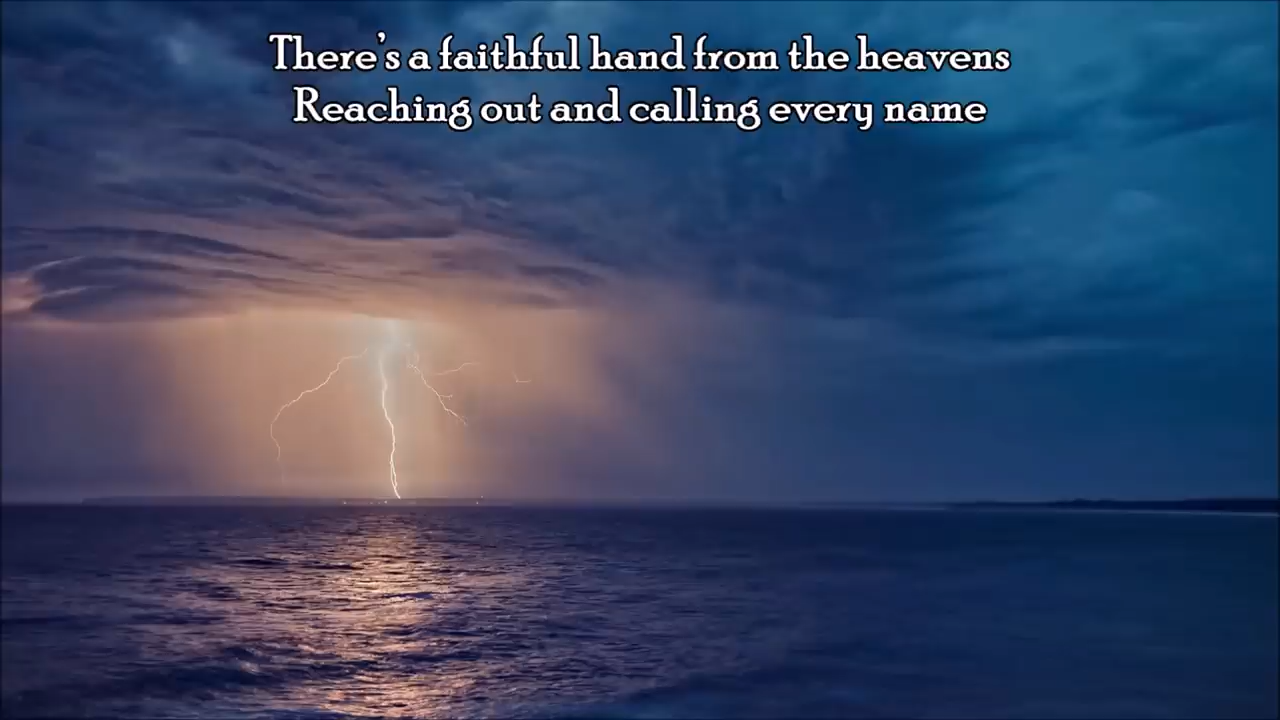 There's a faithful hand from the heavens
Reaching out and calling every name